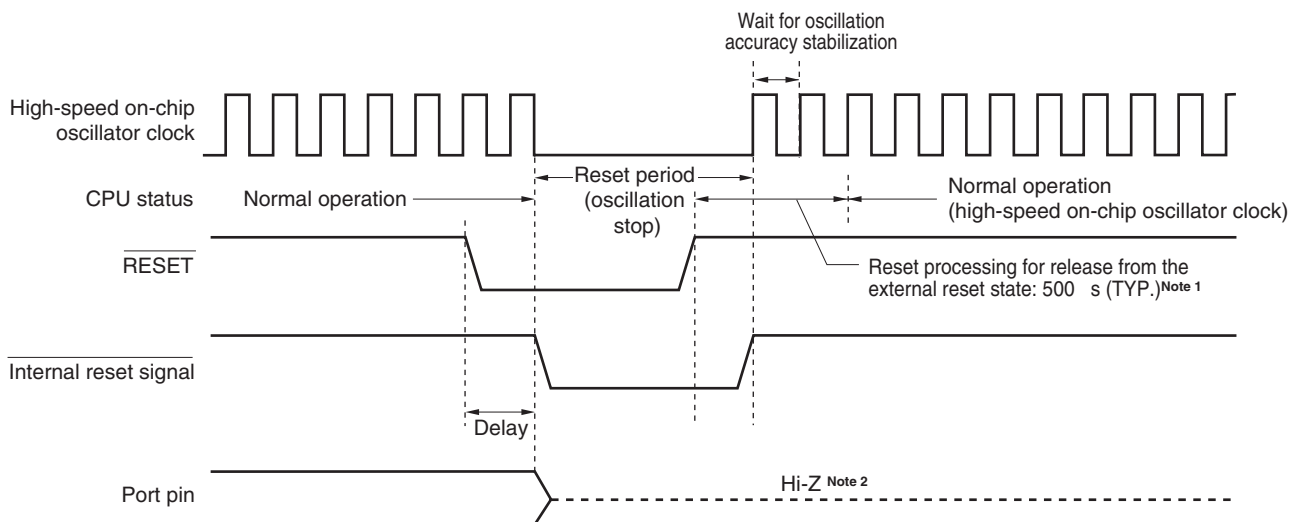 Wait for oscillation
accuracy stabilization
High-speed on-chip
oscillator clock
CPU status
Normal operation
Reset period
(oscillation
stop)
Normal operation
(high-speed on-chip oscillator clock)
RESET
Reset processing for release from the
external reset state: 500 s (TYP.)Note 1
Internal reset signal
Delay
Port pin
Hi-Z Note 2